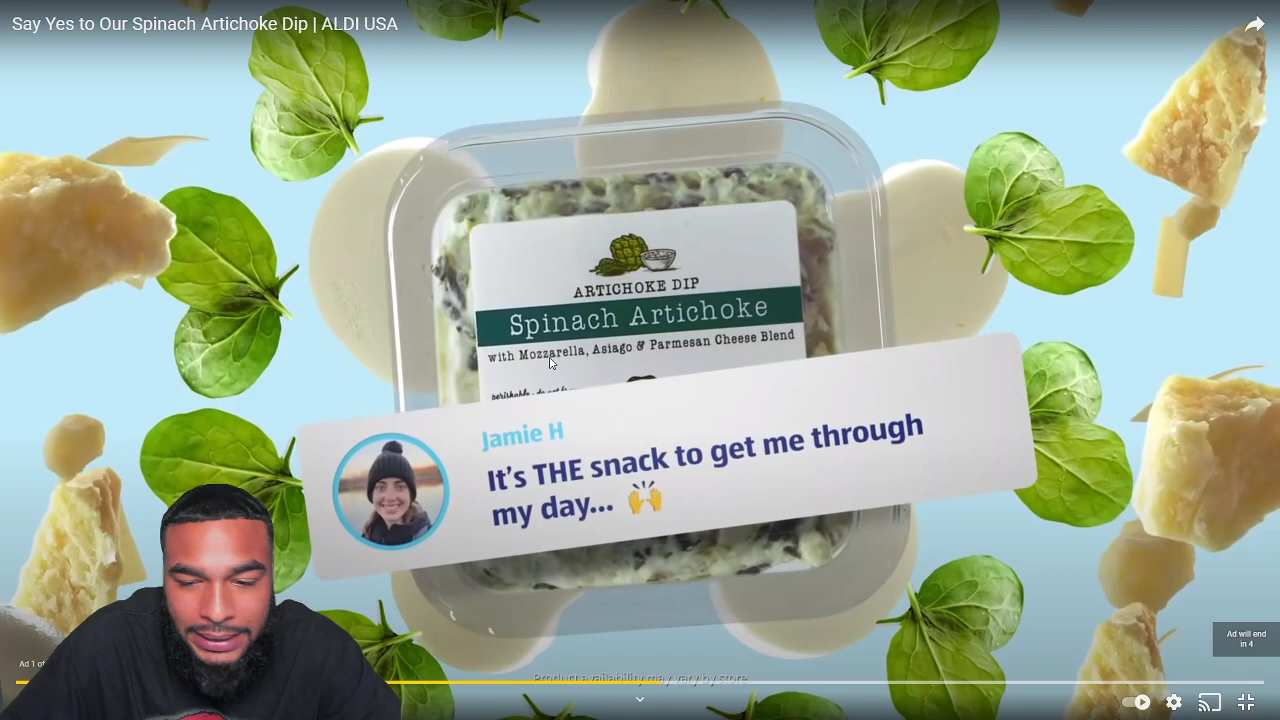 Say Yes to Our Spinach Artichoke Dip | ALDI USA
ARTICHOKE DIP
Spinach Artichoke
with Mozzarella, Asiago & Parmesan Cheese Blend
Jamie H
It's THE snack to get me through
my day... 🙌
Ad will end
in 4
Ad 1 of
Product availability may vary by store.